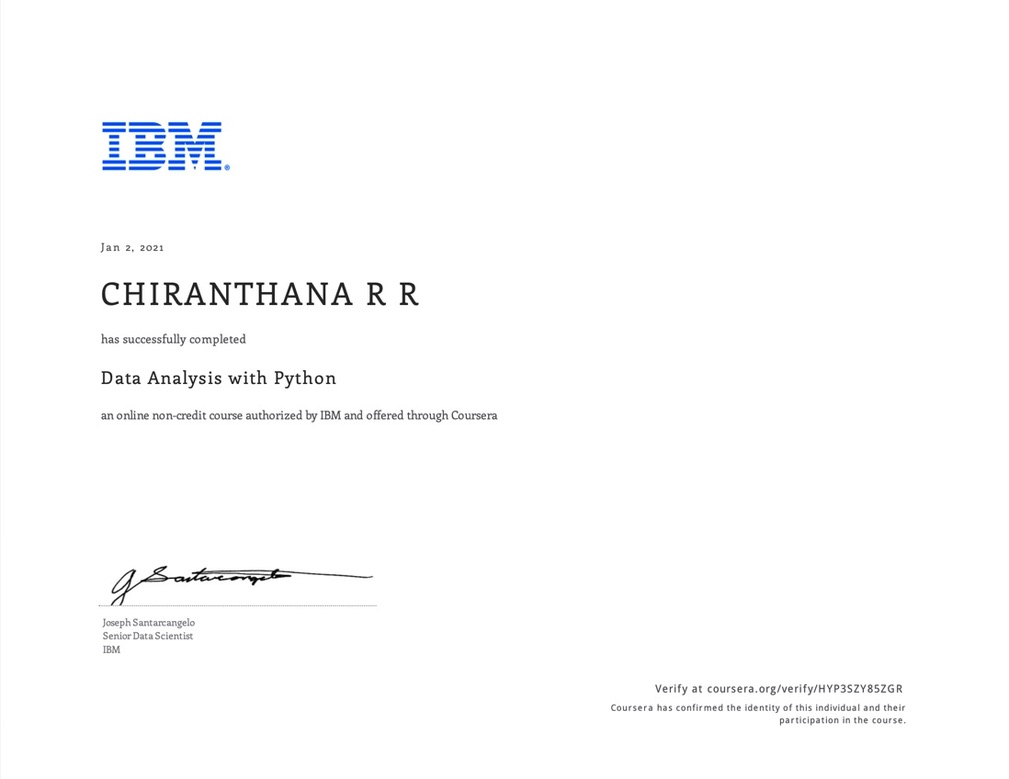 IBM®
Jan 2, 2021
CHIRANTHANA R R
has successfully completed
Data Analysis with Python
an online non-credit course authorized by IBM and offered through Coursera
J Santarcangelo
Joseph Santarcangelo
Senior Data Scientist
IBM
Verify at coursera.org/verify/HYP3SZY85ZGR
Coursera has confirmed the identity of this individual and their
participation in the course.